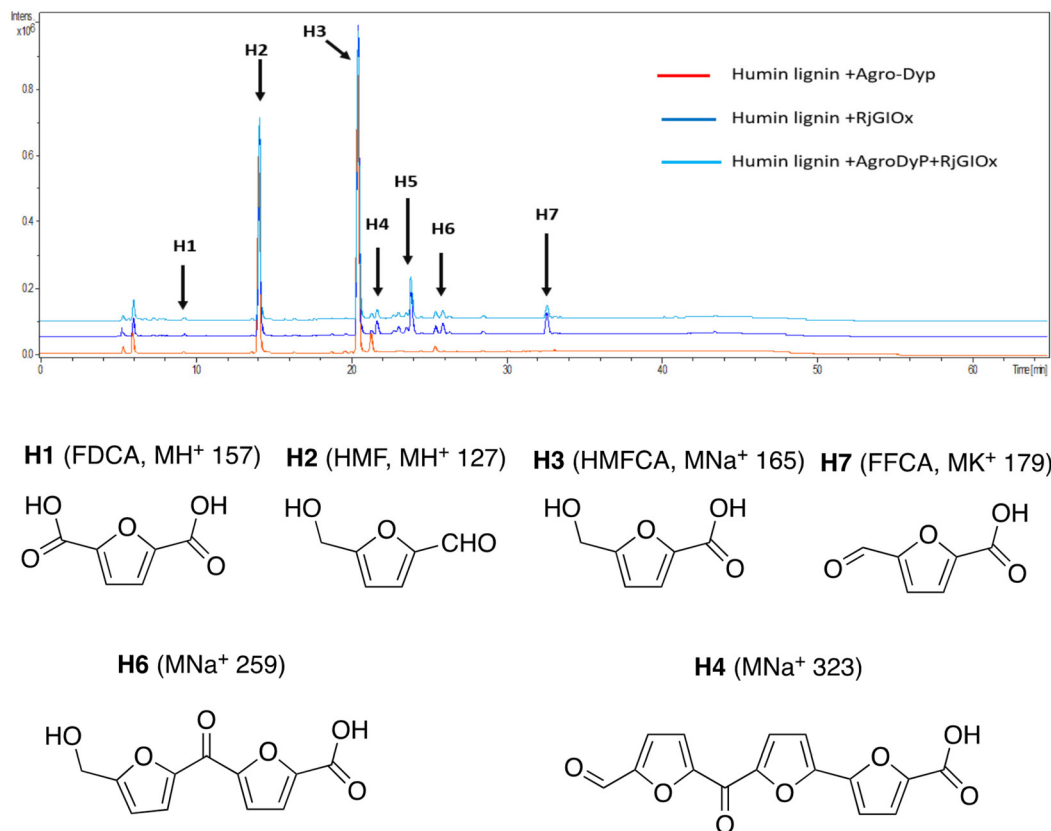 Intens.
x10⁶
0.8
0.6
0.4
0.2
0.0
H1
H2
H3
H4
H5
H6
H7
Humin lignin +Agro-Dyp
Humin lignin +RjGlOx
Humin lignin +AgroDyP+RjGlOx
0 10 20 30 40 50 60 Time [min]
H1 (FDCA, MH⁺ 157) H2 (HMF, MH⁺ 127) H3 (HMFCA, MNa⁺ 165) H7 (FFCA, MK⁺ 179)
HO O OH O O
HO O CHO
HO O OH O
O O OH O
H6 (MNa⁺ 259) H4 (MNa⁺ 323)
HO O O O OH O
O O O O O OH O